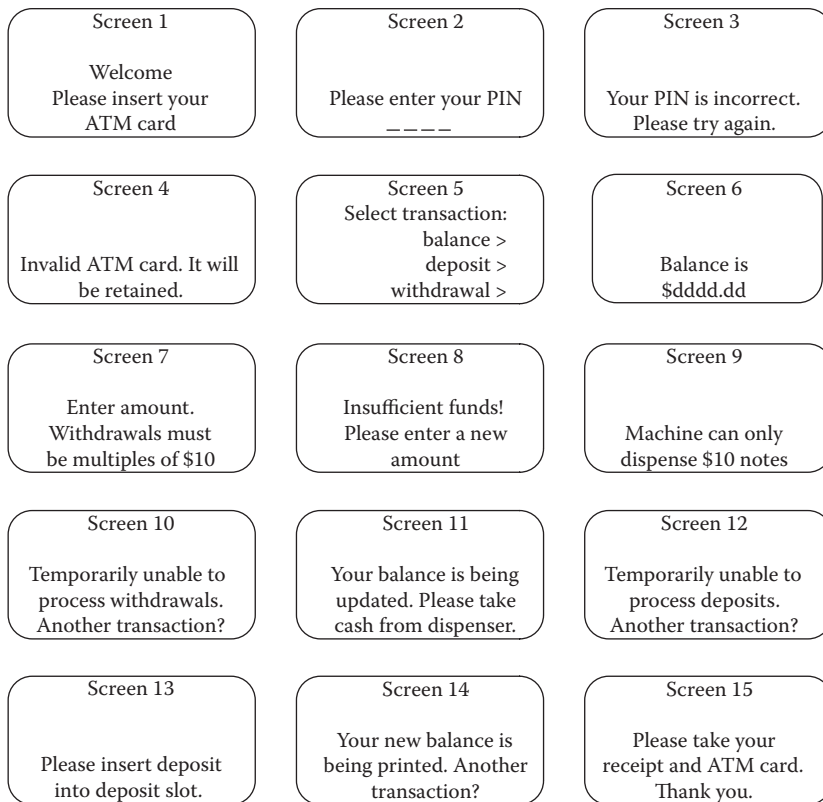 Screen 1
Welcome
Please insert your
ATM card
Screen 2
Please enter your PIN
_ _ _ _
Screen 3
Your PIN is incorrect.
Please try again.
Screen 4
Invalid ATM card. It will
be retained.
Screen 5
Select transaction:
balance >
deposit >
withdrawal >
Screen 6
Balance is
$dddd.dd
Screen 7
Enter amount.
Withdrawals must
be multiples of $10
Screen 8
Insufficient funds!
Please enter a new
amount
Screen 9
Machine can only
dispense $10 notes
Screen 10
Temporarily unable to
process withdrawals.
Another transaction?
Screen 11
Your balance is being
updated. Please take
cash from dispenser.
Screen 12
Temporarily unable to
process deposits.
Another transaction?
Screen 13
Please insert deposit
into deposit slot.
Screen 14
Your new balance is
being printed. Another
transaction?
Screen 15
Please take your
receipt and ATM card.
Thank you.